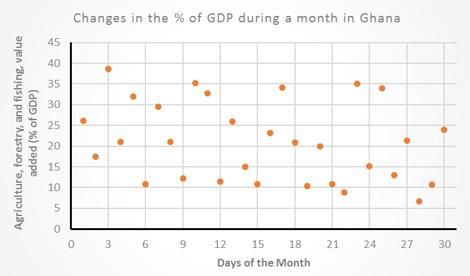 Changes in the % of GDP during a month in Ghana
Agriculture, forestry, and fishing, value
added (% of GDP)
45
40
35
30
25
20
15
10
5
0
0 3 6 9 12 15 18 21 24 27 30
Days of the Month